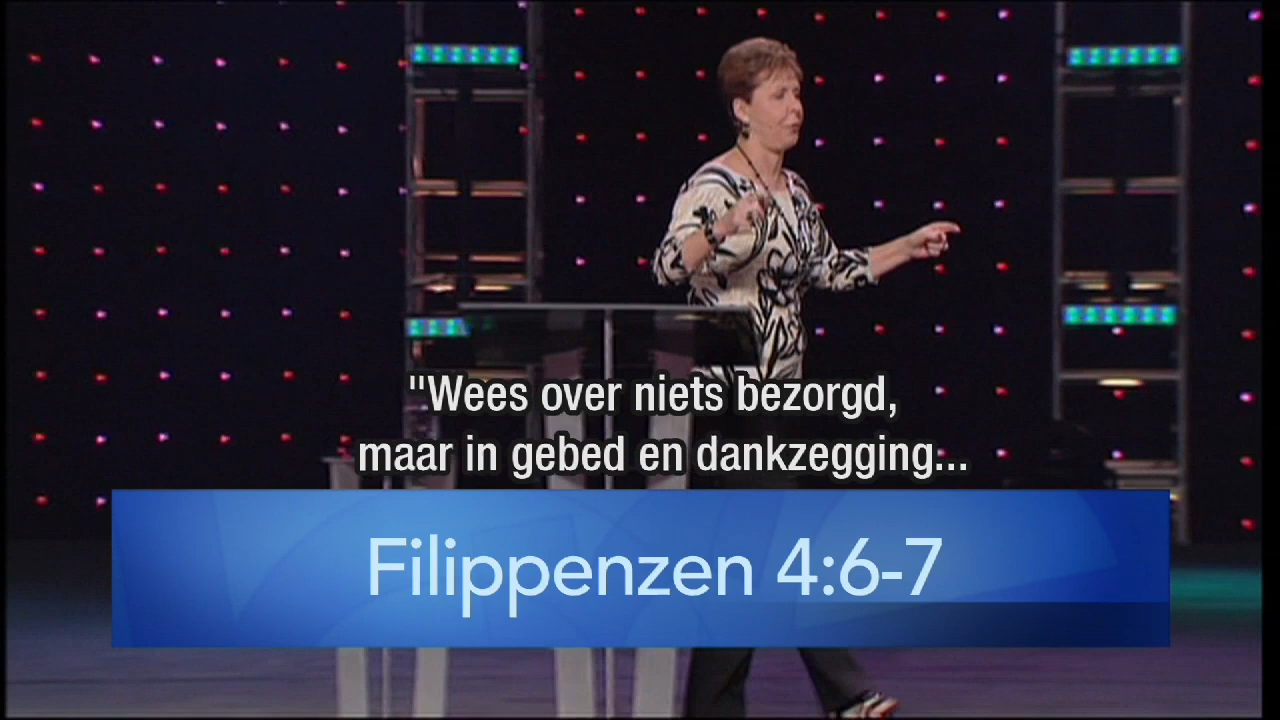 "Wees over niets bezorgd,
maar in gebed en dankzegging...
Filippenzen 4:6-7